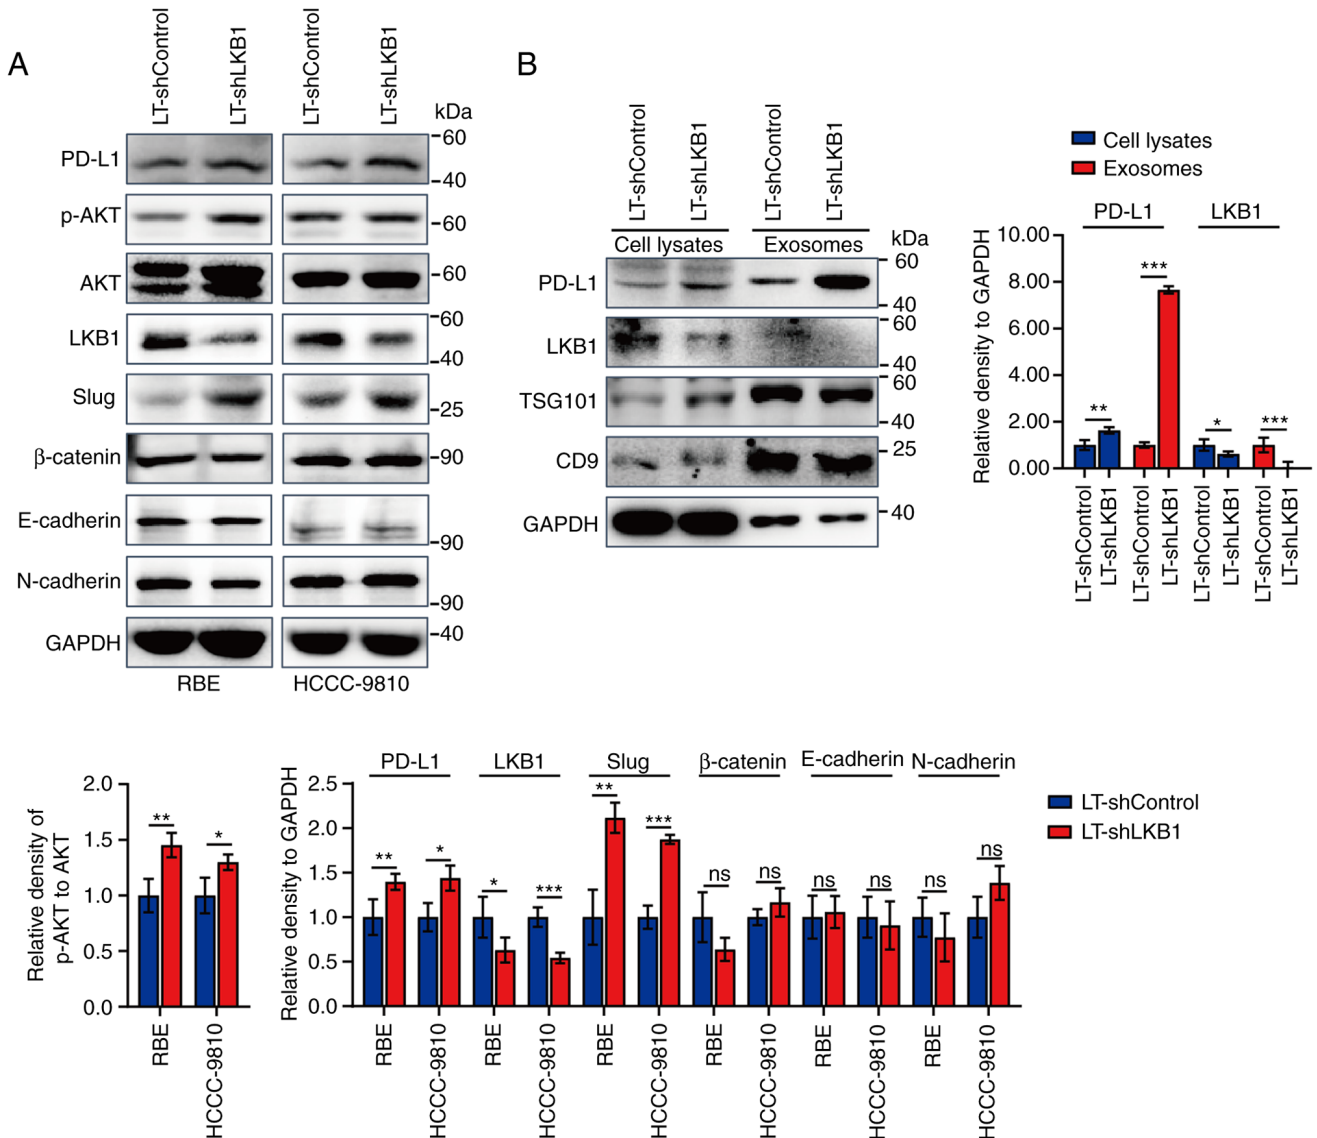 A
LT-shControl
LT-shLKB1
LT-shControl
LT-shLKB1
kDa
PD-L1
60
40
p-AKT
60
AKT
60
LKB1
60
40
Slug
25
β-catenin
90
E-cadherin
90
N-cadherin
90
GAPDH
40
RBE
HCCC-9810
B
LT-shControl
LT-shLKB1
LT-shControl
LT-shLKB1
Cell lysates
Exosomes
kDa
PD-L1
60
40
LKB1
60
40
TSG101
60
40
CD9
25
GAPDH
40
Cell lysates
Exosomes
PD-L1
LKB1
Relative density to GAPDH
10.00
8.00
6.00
4.00
2.00
0.00
**
***
*
***
LT-shControl
LT-shLKB1
LT-shControl
LT-shLKB1
LT-shControl
LT-shLKB1
LT-shControl
LT-shLKB1
Relative density of
p-AKT to AKT
2.0
1.5
1.0
0.5
0.0
**
*
RBE
HCCC-9810
Relative density to GAPDH
2.5
2.0
1.5
1.0
0.5
0.0
PD-L1
LKB1
Slug
β-catenin
E-cadherin
N-cadherin
**
*
*
***
**
***
ns
ns
ns
ns
ns
ns
RBE
HCCC-9810
RBE
HCCC-9810
RBE
HCCC-9810
RBE
HCCC-9810
RBE
HCCC-9810
RBE
HCCC-9810
LT-shControl
LT-shLKB1